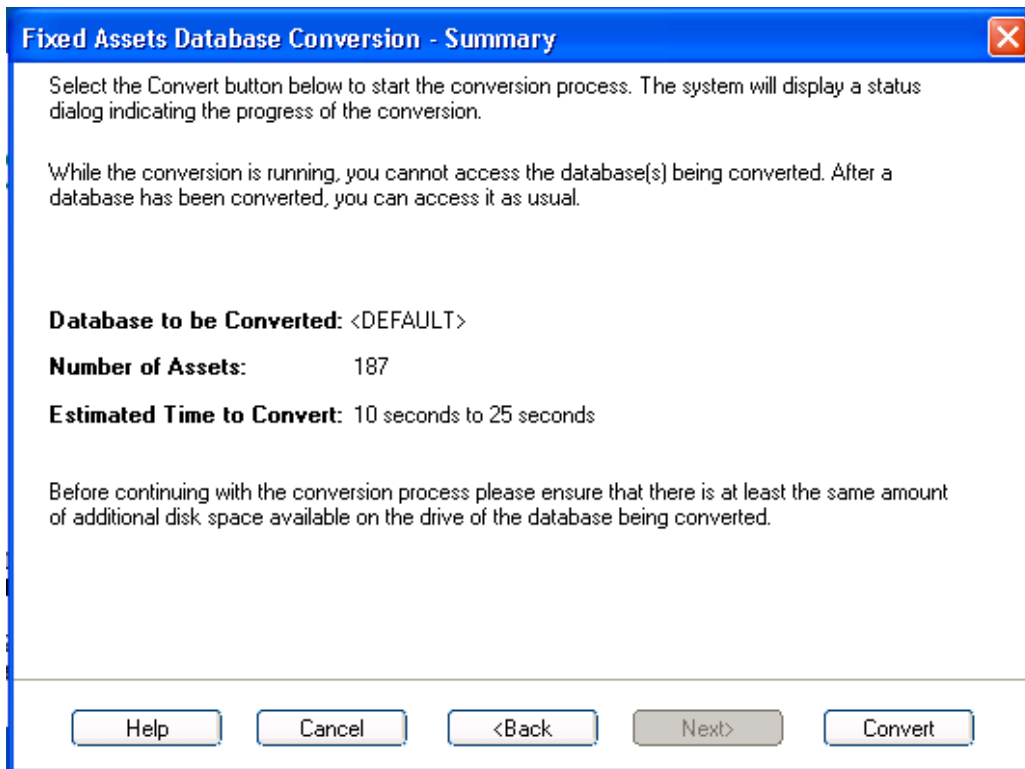 Fixed Assets Database Conversion - Summary
Select the Convert button below to start the conversion process. The system will display a status
dialog indicating the progress of the conversion.
While the conversion is running, you cannot access the database(s) being converted. After a
database has been converted, you can access it as usual.
Database to be Converted: <DEFAULT>
Number of Assets: 187
Estimated Time to Convert: 10 seconds to 25 seconds
Before continuing with the conversion process please ensure that there is at least the same amount
of additional disk space available on the drive of the database being converted.
Help Cancel <Back Next> Convert